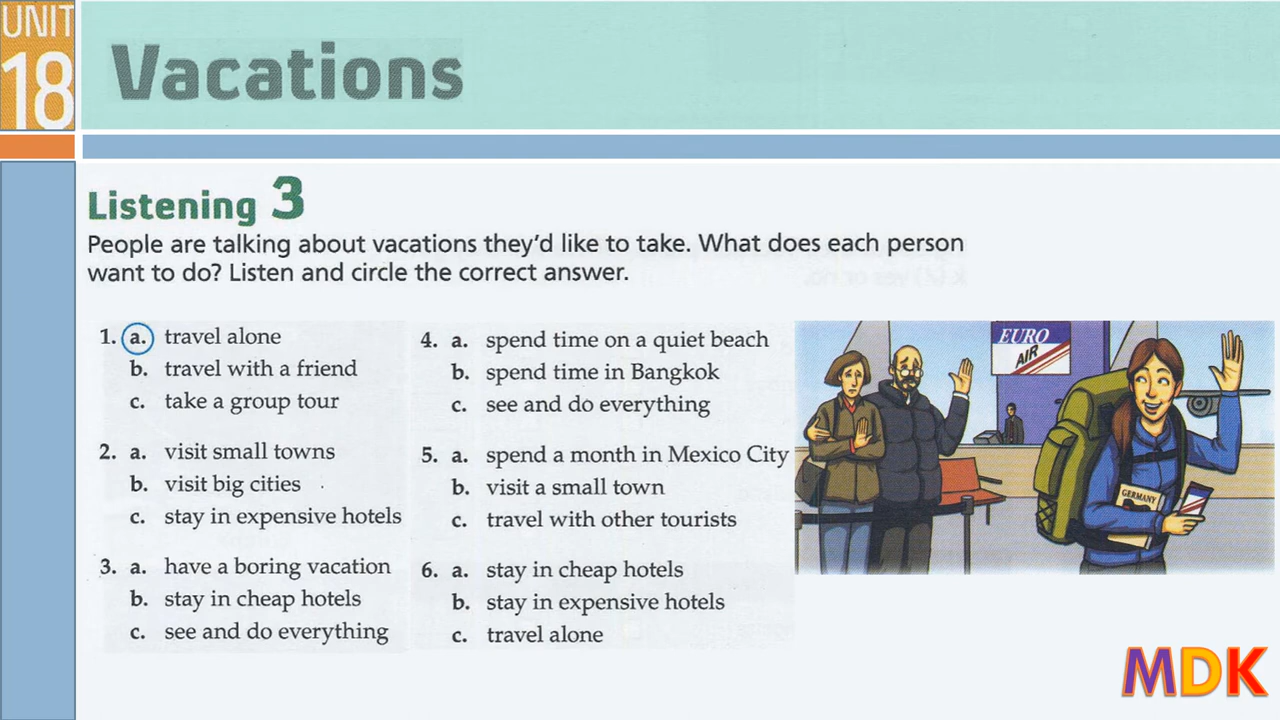 UNIT
18
Vacations
Listening 3
People are talking about vacations they'd like to take. What does each person
want to do? Listen and circle the correct answer.
1. a. travel alone
b. travel with a friend
c. take a group tour
2. a. visit small towns
b. visit big cities
c. stay in expensive hotels
3. a. have a boring vacation
b. stay in cheap hotels
c. see and do everything
4. a. spend time on a quiet beach
b. spend time in Bangkok
c. see and do everything
5. a. spend a month in Mexico City
b. visit a small town
c. travel with other tourists
6. a. stay in cheap hotels
b. stay in expensive hotels
c. travel alone
EURO
AIR
GERMANY
MDK